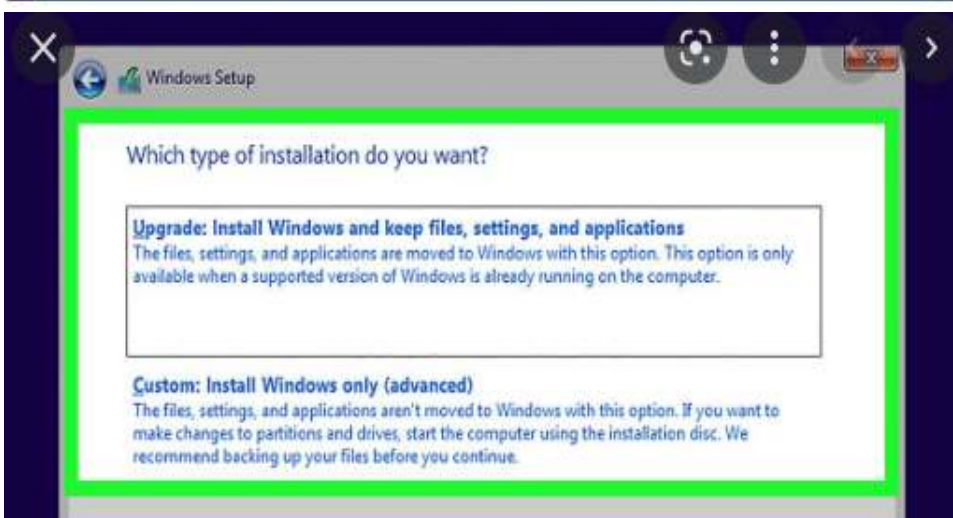 Windows Setup
Which type of installation do you want?
Upgrade: Install Windows and keep files, settings, and applications
The files, settings, and applications are moved to Windows with this option. This option is only
available when a supported version of Windows is already running on the computer.
Custom: Install Windows only (advanced)
The files, settings, and applications aren't moved to Windows with this option. If you want to
make changes to partitions and drives, start the computer using the installation disc. We
recommend backing up your files before you continue.